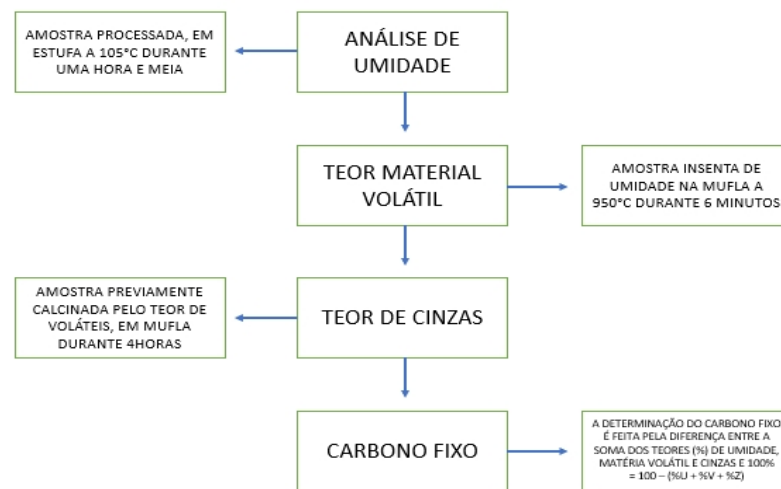 AMOSTRA PROCESSADA, EM
ESTUFA A 105°C DURANTE
UMA HORA E MEIA
ANÁLISE DE
UMIDADE
TEOR MATERIAL
VOLÁTIL
AMOSTRA INSENTA DE
UMIDADE NA MUFLA A
950°C DURANTE 6 MINUTOS
AMOSTRA PREVIAMENTE
CALCINADA PELO TEOR DE
VOLÁTEIS, EM MUFLA
DURANTE 4HORAS
TEOR DE CINZAS
CARBONO FIXO
A DETERMINAÇÃO DO CARBONO FIXO
É FEITA PELA DIFERENÇA ENTRE A
SOMA DOS TEORES (%) DE UMIDADE,
MATÉRIA VOLÁTIL E CINZAS E 100%
= 100 – (%U + %V + %Z)